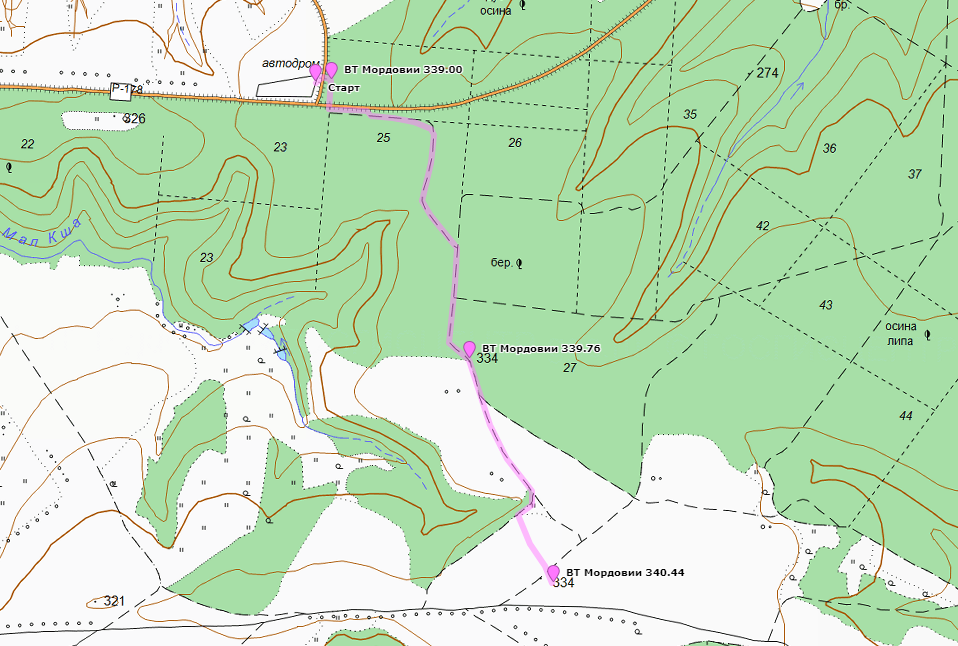 осина
бр.
автодром
ВТ Мордовии 339.00
Старт
274
Р-178
326
22
23
25
26
35
36
37
Мал Кша
23
42
бер.
43
осина
липа
ВТ Мордовии 339.76
334
27
44
ВТ Мордовии 340.44
334
321